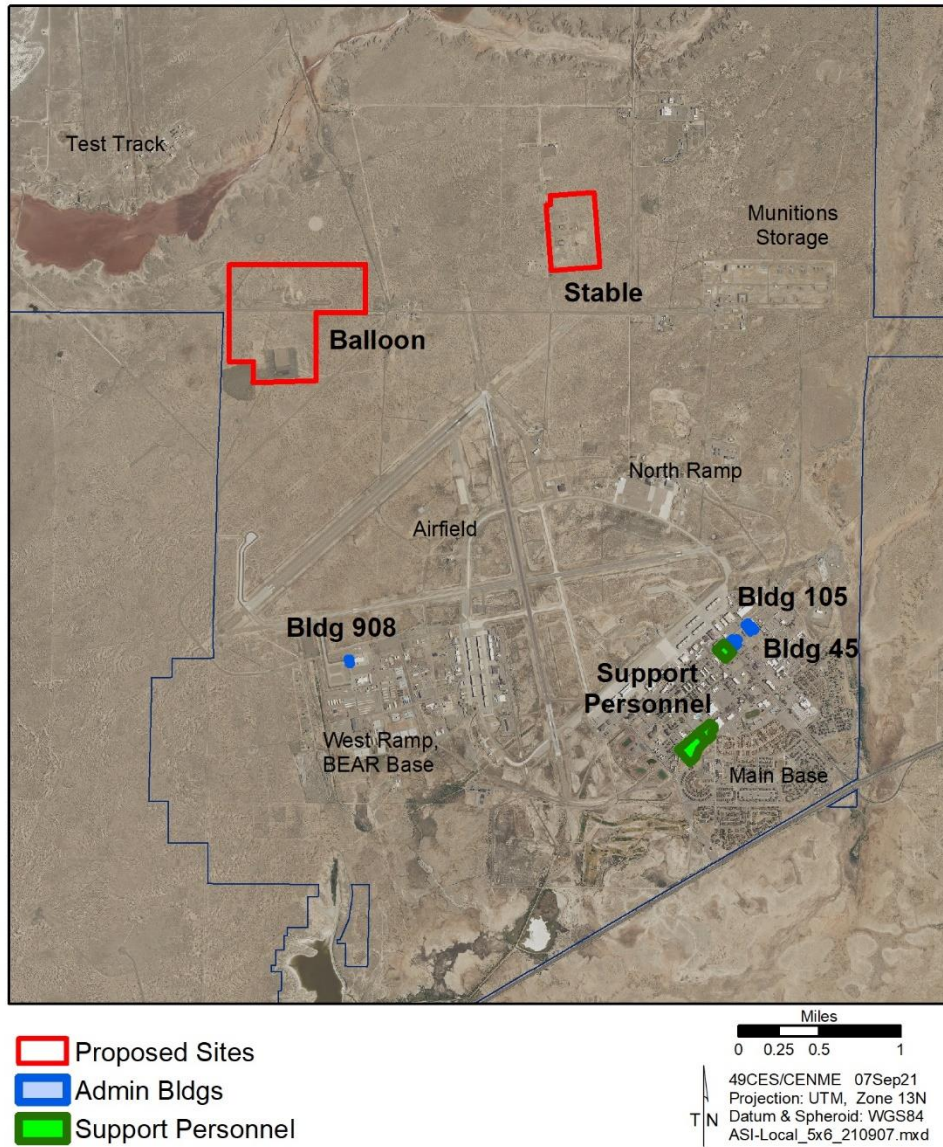 Test Track
Munitions
Storage
Stable
Balloon
North Ramp
Airfield
Bldg 105
Bldg 908
Bldg 45
Support
Personnel
West Ramp,
BEAR Base
Main Base
Proposed Sites
Admin Bldgs
Support Personnel
Miles
0 0.25 0.5 1
T N
49CES/CENME 07Sep21
Projection: UTM, Zone 13N
Datum & Spheroid: WGS84
ASI-Local_5x6_210907.mxd